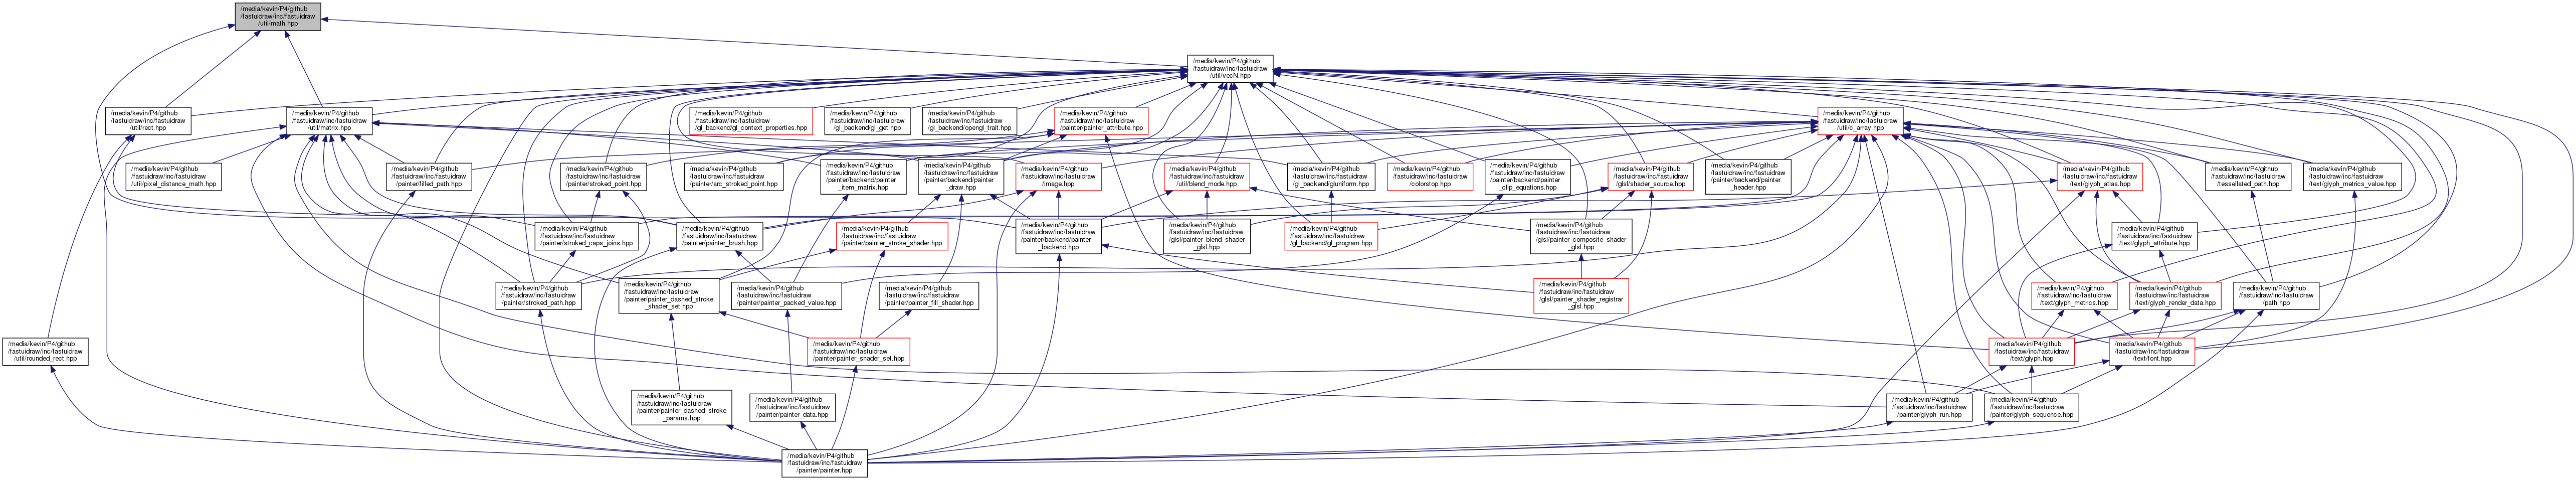 /media/kevin/P4/github
/fastuidraw/inc/fastuidraw
/util/math.hpp
/media/kevin/P4/github
/fastuidraw/inc/fastuidraw
/util/vecN.hpp
/media/kevin/P4/github
/fastuidraw/inc/fastuidraw
/util/rect.hpp
/media/kevin/P4/github
/fastuidraw/inc/fastuidraw
/util/matrix.hpp
/media/kevin/P4/github
/fastuidraw/inc/fastuidraw
/gl_backend/gl_context_properties.hpp
/media/kevin/P4/github
/fastuidraw/inc/fastuidraw
/gl_backend/gl_get.hpp
/media/kevin/P4/github
/fastuidraw/inc/fastuidraw
/gl_backend/opengl_trait.hpp
/media/kevin/P4/github
/fastuidraw/inc/fastuidraw
/painter/painter_attribute.hpp
/media/kevin/P4/github
/fastuidraw/inc/fastuidraw
/util/c_array.hpp
/media/kevin/P4/github
/fastuidraw/inc/fastuidraw
/util/pixel_distance_math.hpp
/media/kevin/P4/github
/fastuidraw/inc/fastuidraw
/painter/filled_path.hpp
/media/kevin/P4/github
/fastuidraw/inc/fastuidraw
/painter/stroked_point.hpp
/media/kevin/P4/github
/fastuidraw/inc/fastuidraw
/painter/arc_stroked_point.hpp
/media/kevin/P4/github
/fastuidraw/inc/fastuidraw
/painter/backend/painter
_item_matrix.hpp
/media/kevin/P4/github
/fastuidraw/inc/fastuidraw
/painter/backend/painter
_draw.hpp
/media/kevin/P4/github
/fastuidraw/inc/fastuidraw
/image.hpp
/media/kevin/P4/github
/fastuidraw/inc/fastuidraw
/util/blend_mode.hpp
/media/kevin/P4/github
/fastuidraw/inc/fastuidraw
/gl_backend/gluniform.hpp
/media/kevin/P4/github
/fastuidraw/inc/fastuidraw
/colorstop.hpp
/media/kevin/P4/github
/fastuidraw/inc/fastuidraw
/painter/backend/painter
_clip_equations.hpp
/media/kevin/P4/github
/fastuidraw/inc/fastuidraw
/glsl/shader_source.hpp
/media/kevin/P4/github
/fastuidraw/inc/fastuidraw
/painter/backend/painter
_header.hpp
/media/kevin/P4/github
/fastuidraw/inc/fastuidraw
/text/glyph_atlas.hpp
/media/kevin/P4/github
/fastuidraw/inc/fastuidraw
/tessellated_path.hpp
/media/kevin/P4/github
/fastuidraw/inc/fastuidraw
/text/glyph_metrics_value.hpp
/media/kevin/P4/github
/fastuidraw/inc/fastuidraw
/painter/stroked_caps_joins.hpp
/media/kevin/P4/github
/fastuidraw/inc/fastuidraw
/painter/painter_brush.hpp
/media/kevin/P4/github
/fastuidraw/inc/fastuidraw
/painter/painter_stroke_shader.hpp
/media/kevin/P4/github
/fastuidraw/inc/fastuidraw
/painter/backend/painter
_backend.hpp
/media/kevin/P4/github
/fastuidraw/inc/fastuidraw
/glsl/painter_blend_shader
_glsl.hpp
/media/kevin/P4/github
/fastuidraw/inc/fastuidraw
/gl_backend/gl_program.hpp
/media/kevin/P4/github
/fastuidraw/inc/fastuidraw
/glsl/painter_composite_shader
_glsl.hpp
/media/kevin/P4/github
/fastuidraw/inc/fastuidraw
/text/glyph_attribute.hpp
/media/kevin/P4/github
/fastuidraw/inc/fastuidraw
/painter/stroked_path.hpp
/media/kevin/P4/github
/fastuidraw/inc/fastuidraw
/painter/painter_dashed_stroke
_shader_set.hpp
/media/kevin/P4/github
/fastuidraw/inc/fastuidraw
/painter/painter_packed_value.hpp
/media/kevin/P4/github
/fastuidraw/inc/fastuidraw
/painter/painter_fill_shader.hpp
/media/kevin/P4/github
/fastuidraw/inc/fastuidraw
/glsl/painter_shader_registrar
_glsl.hpp
/media/kevin/P4/github
/fastuidraw/inc/fastuidraw
/text/glyph_metrics.hpp
/media/kevin/P4/github
/fastuidraw/inc/fastuidraw
/text/glyph_render_data.hpp
/media/kevin/P4/github
/fastuidraw/inc/fastuidraw
/path.hpp
/media/kevin/P4/github
/fastuidraw/inc/fastuidraw
/util/rounded_rect.hpp
/media/kevin/P4/github
/fastuidraw/inc/fastuidraw
/painter/painter_shader_set.hpp
/media/kevin/P4/github
/fastuidraw/inc/fastuidraw
/text/glyph.hpp
/media/kevin/P4/github
/fastuidraw/inc/fastuidraw
/text/font.hpp
/media/kevin/P4/github
/fastuidraw/inc/fastuidraw
/painter/painter_dashed_stroke
_params.hpp
/media/kevin/P4/github
/fastuidraw/inc/fastuidraw
/painter/painter_data.hpp
/media/kevin/P4/github
/fastuidraw/inc/fastuidraw
/painter/glyph_run.hpp
/media/kevin/P4/github
/fastuidraw/inc/fastuidraw
/painter/glyph_sequence.hpp
/media/kevin/P4/github
/fastuidraw/inc/fastuidraw
/painter/painter.hpp